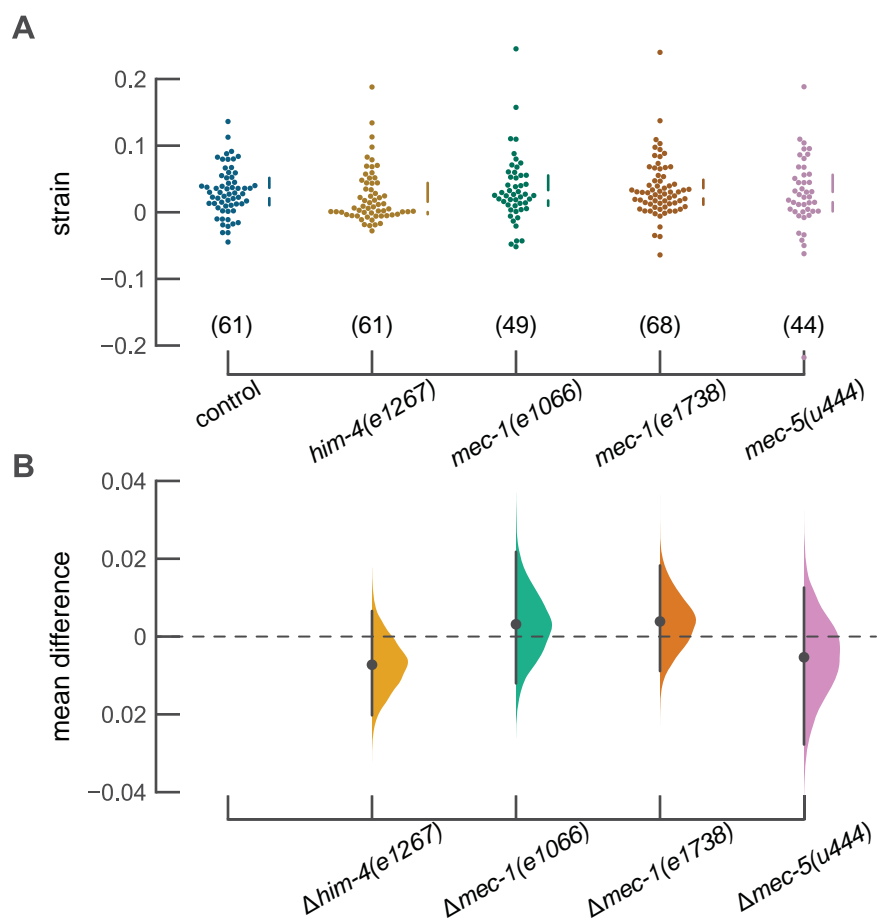 A
strain
0.2
0.1
0
−0.1
−0.2
(61)
(61)
(49)
(68)
(44)
control
him-4(e1267)
mec-1(e1066)
mec-1(e1738)
mec-5(u444)
B
mean difference
0.04
0.02
0
0.02
−0.04
Δhim-4(e1267)
Δmec-1(e1066)
Δmec-1(e1738)
Δmec-5(u444)